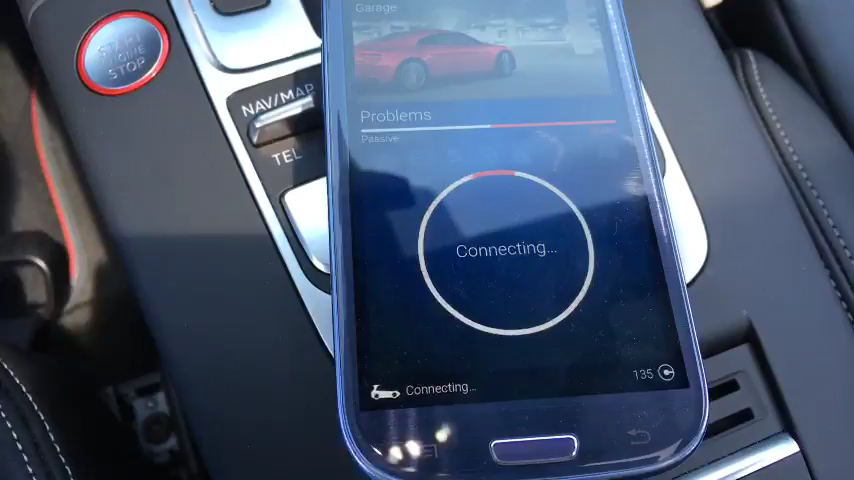 Garage
START
ENGINE
STOP
NAV/MAP
TEL
Problems
Passive
Connecting...
Connecting...
135